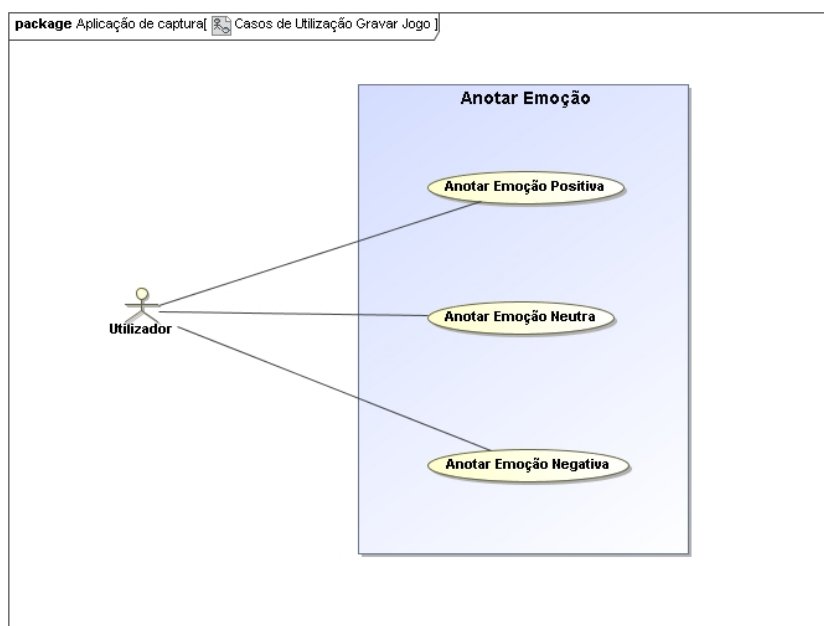 package Aplicação de captura[ Casos de Utilização Gravar Jogo ]
Anotar Emoção
Anotar Emoção Positiva
Anotar Emoção Neutra
Utilizador
Anotar Emoção Negativa